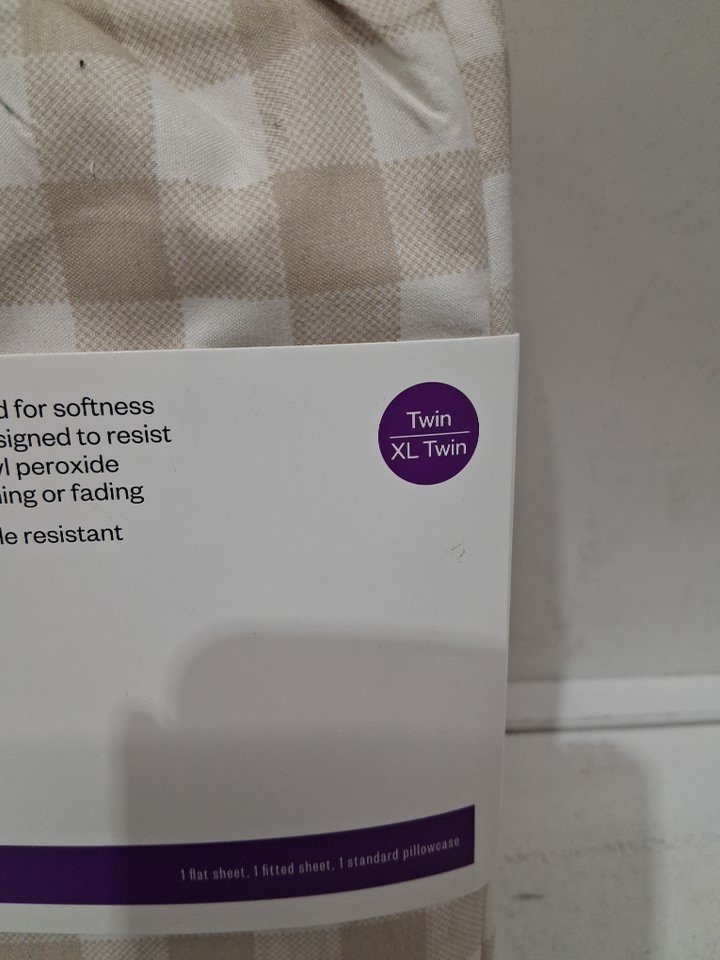 d for softness
signed to resist
yl peroxide
ning or fading
le resistant
Twin
XL Twin
1 flat sheet, 1 fitted sheet, 1 standard pillowcase